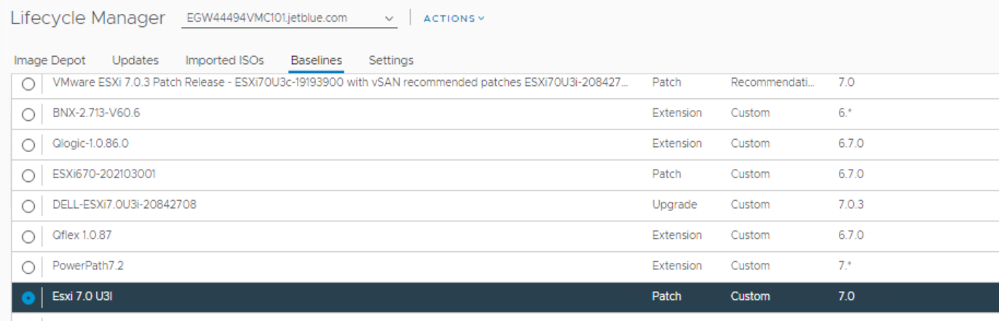 Lifecycle Manager EGW44494VMC101.jetblue.com ACTIONS
Image Depot Updates Imported ISOs Baselines Settings
VMware ESXi 7.0.3 Patch Release - ESXi70U3c-19193900 with vSAN recommended patches ESXi70U3i-208427... Patch Recommendati... 7.0
BNX-2.713-V60.6 Extension Custom 6.*
Qlogic-1.0.86.0 Extension Custom 6.7.0
ESXi670-202103001 Patch Custom 6.7.0
DELL-ESXi7.0U3i-20842708 Upgrade Custom 7.0.3
Qflex 1.0.87 Extension Custom 6.7.0
PowerPath7.2 Extension Custom 7.*
Esxi 7.0 U3I Patch Custom 7.0